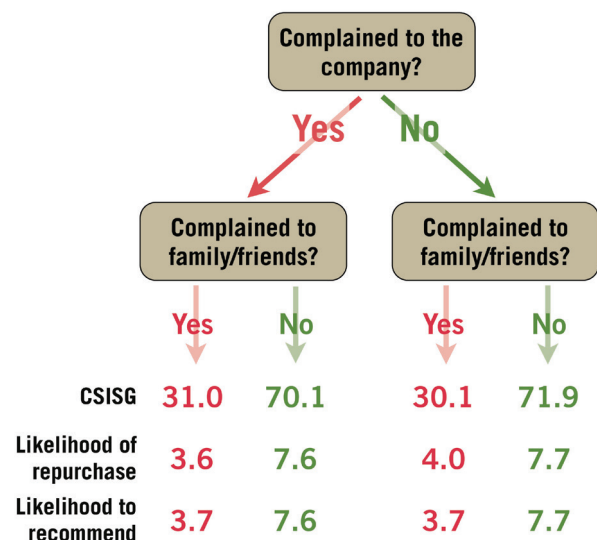 Complained to the
company?
Yes No
Complained to
family/friends?
Complained to
family/friends?
Yes No Yes No
CSISG 31.0 70.1 30.1 71.9
Likelihood of
repurchase 3.6 7.6 4.0 7.7
Likelihood to
recommend 3.7 7.6 3.7 7.7